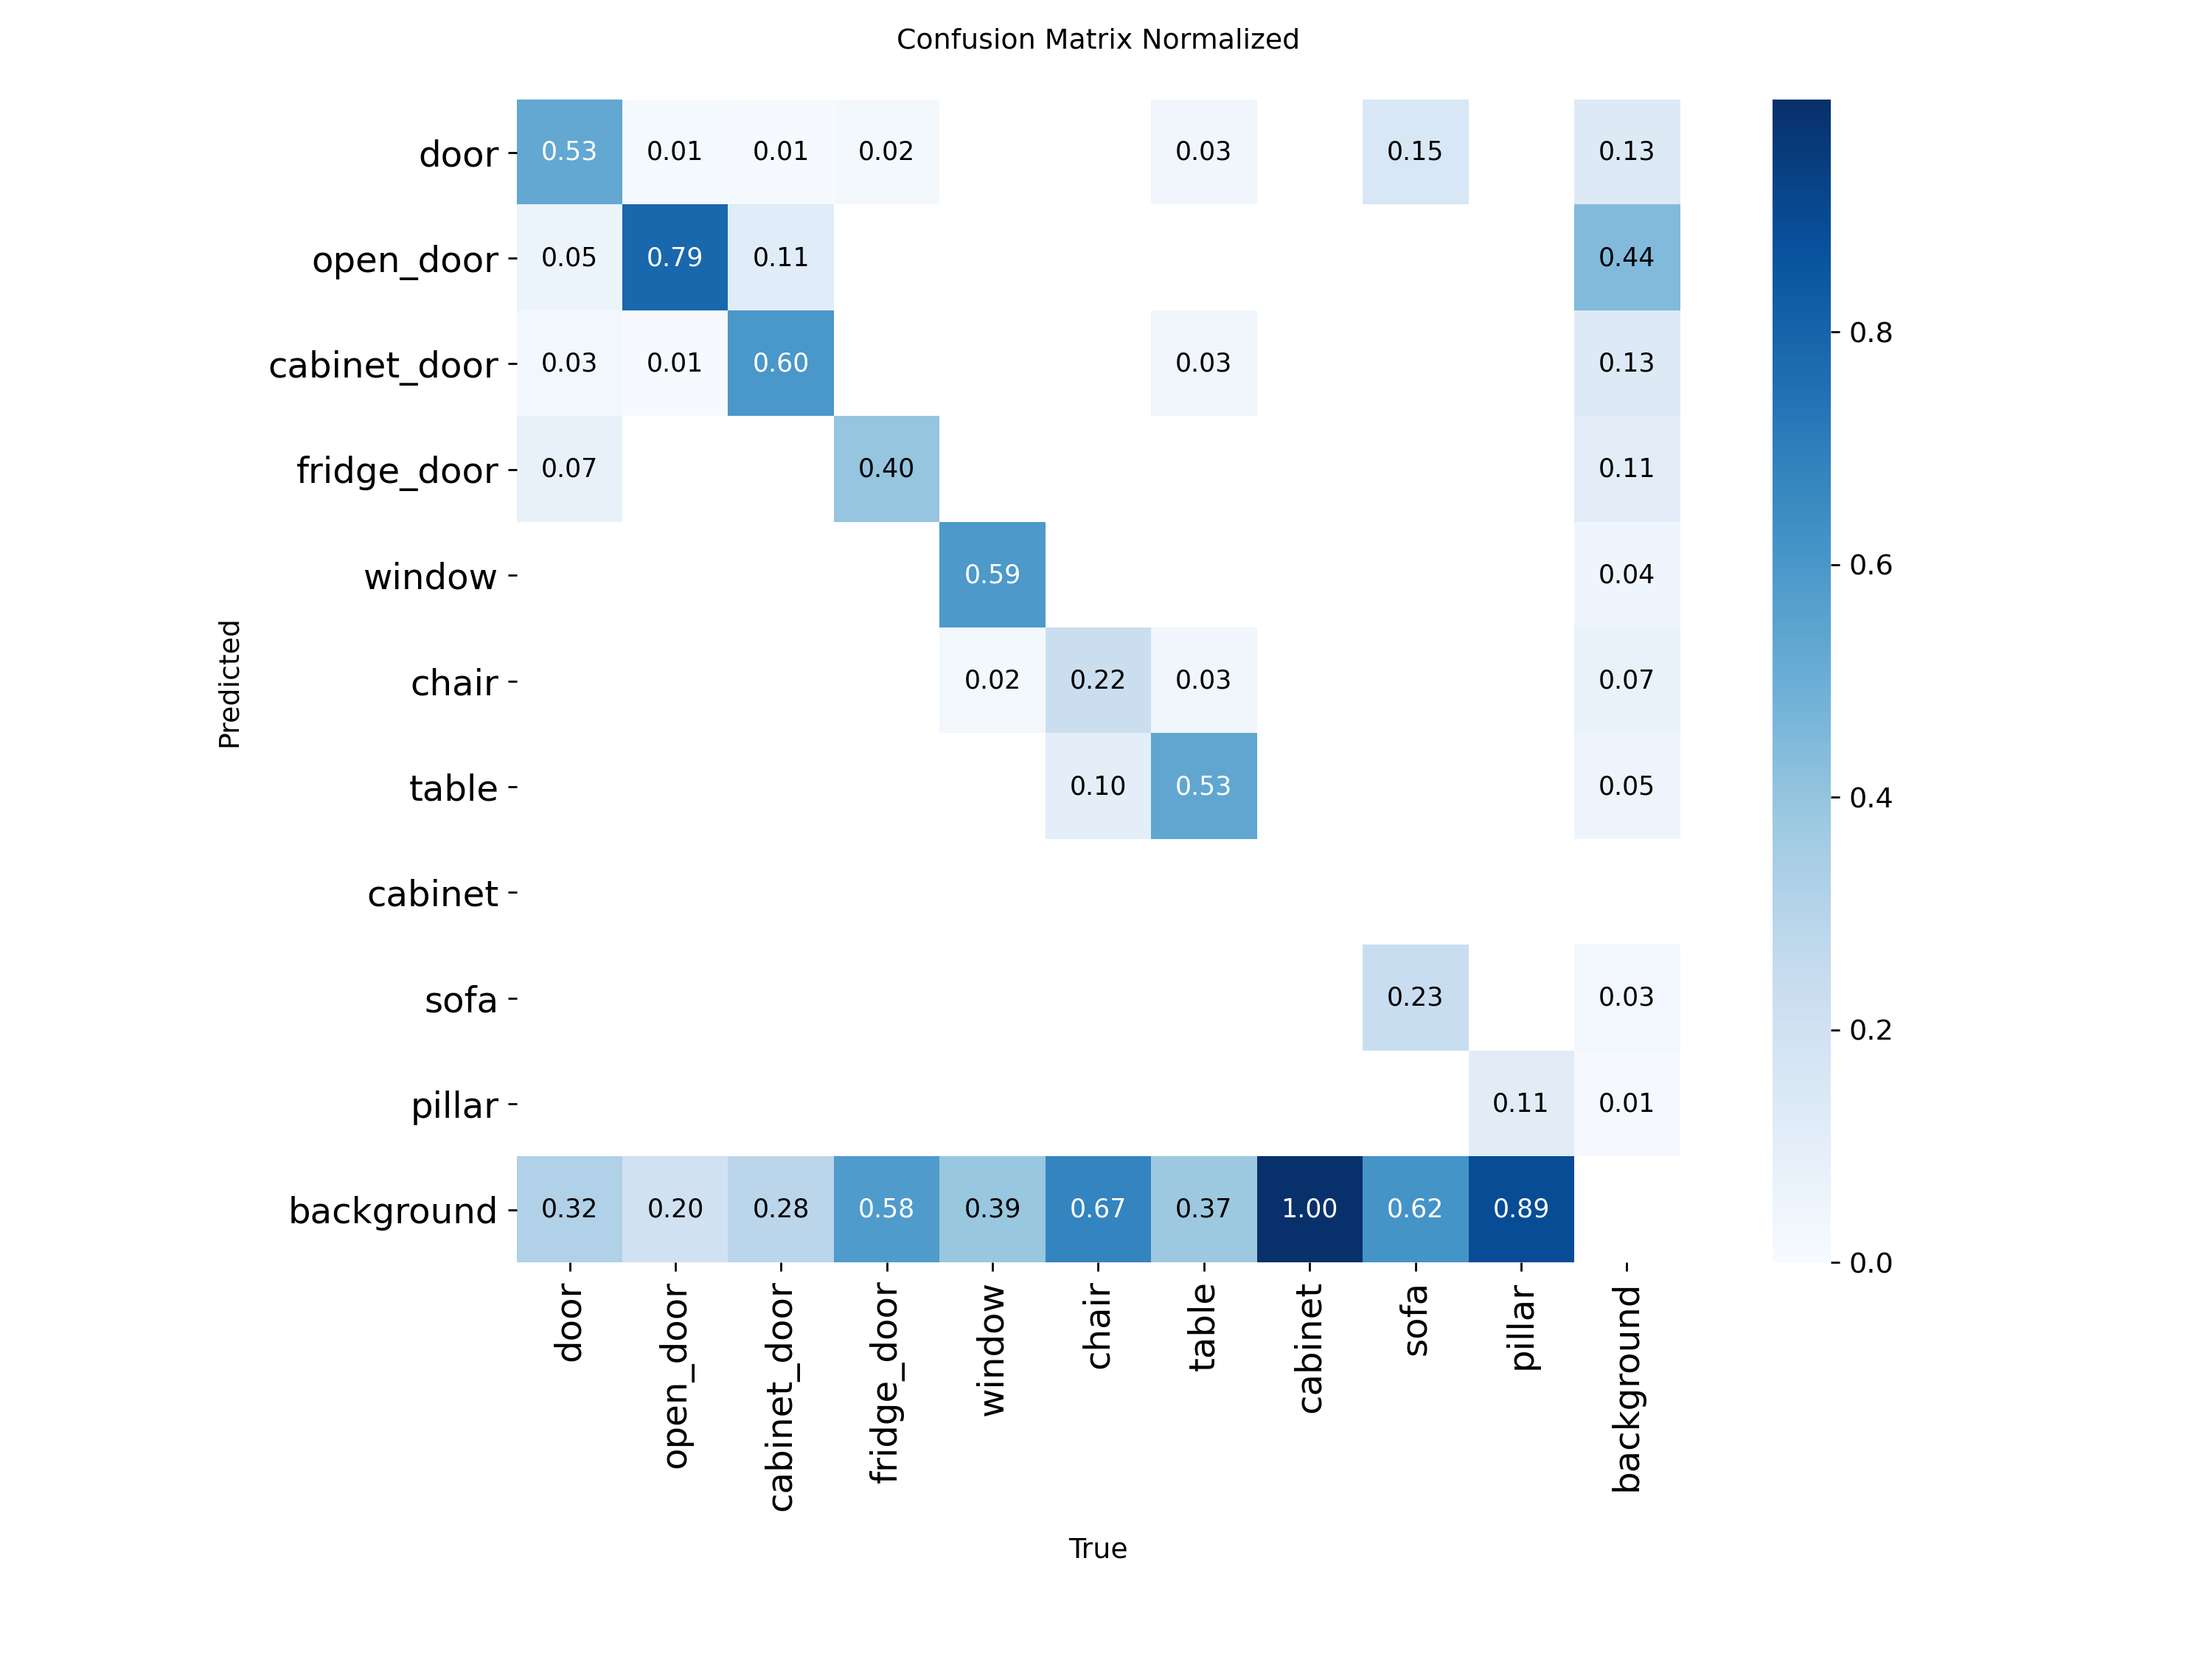 Confusion Matrix Normalized
door 0.53 0.01 0.01 0.02 0.03 0.15 0.13
open_door 0.05 0.79 0.11 0.44
cabinet_door 0.03 0.01 0.60 0.03 0.13
fridge_door 0.07 0.40 0.11
window 0.59 0.04
chair 0.02 0.22 0.03 0.07
table 0.10 0.53 0.05
cabinet
sofa 0.23 0.03
pillar 0.11 0.01
background 0.32 0.20 0.28 0.58 0.39 0.67 0.37 1.00 0.62 0.89
Predicted
door
open_door
cabinet_door
fridge_door
window
chair
table
cabinet
sofa
pillar
background
True
0.8
0.6
0.4
0.2
0.0